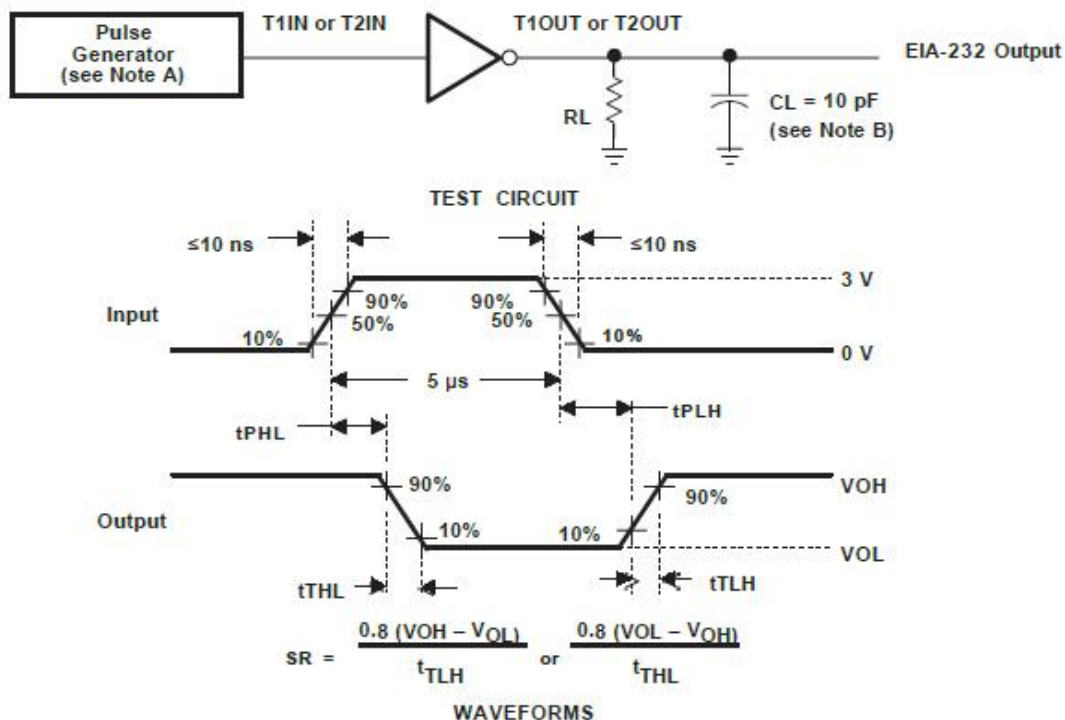 Pulse
Generator
(see Note A)
T1IN or T2IN
T1OUT or T2OUT
EIA-232 Output
RL
CL = 10 pF
(see Note B)
TEST CIRCUIT
≤10 ns
≤10 ns
3 V
Input
90%
90%
50%
50%
10%
10%
0 V
5 µs
tPHL
tPLH
VOH
90%
90%
Output
10%
10%
VOL
tTHL
tTLH
SR = 0.8 (VOH – VOL) / tTLH or 0.8 (VOL – VOH) / tTHL
WAVEFORMS